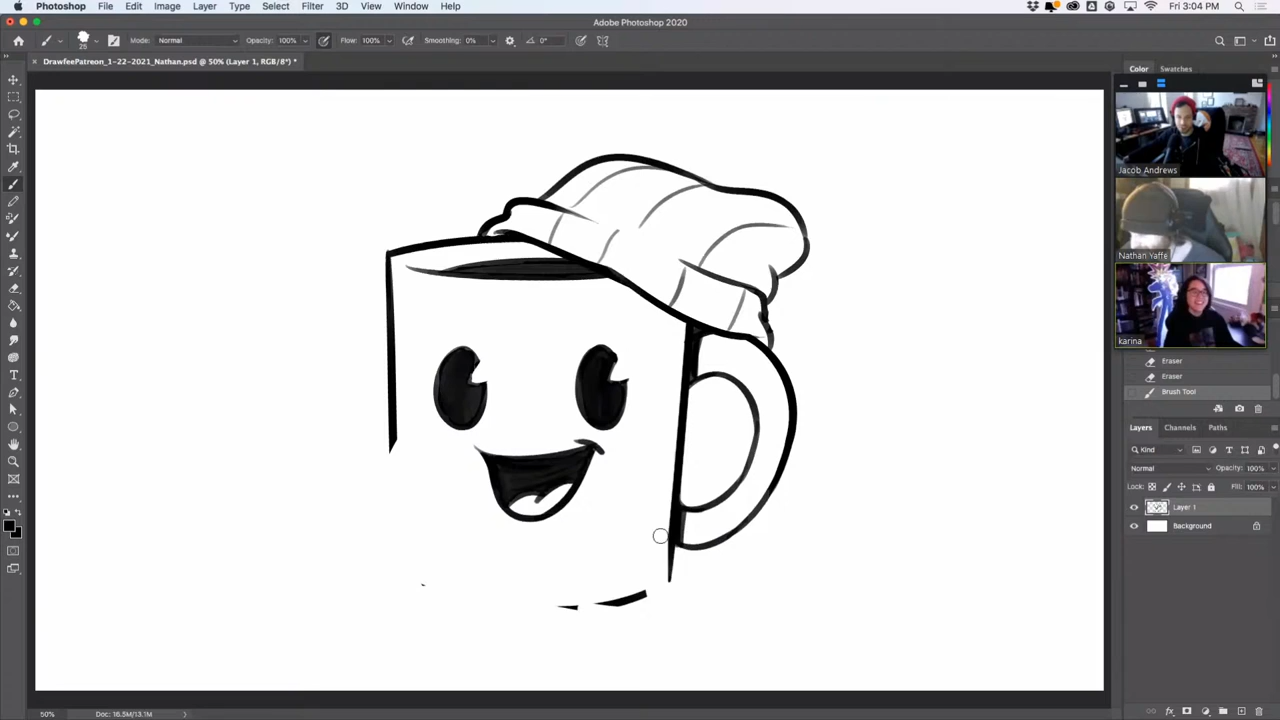 Photoshop File Edit Image Layer Type Select Filter 3D View Window Help Fri 3:04 PM
Adobe Photoshop 2020
25 Mode: Normal Opacity: 100% Flow: 100% Smoothing: 0% 0°
DrawfeePatreon_1-22-2021_Nathan.psd @ 50% (Layer 1, RGB/8*) *
Color Swatches
Jacob Andrews
Nathan Yaffe
karina
Eraser
Eraser
Brush Tool
Layers Channels Paths
Kind
Normal Opacity: 100%
Lock: Fill: 100%
Layer 1
Background
50% Doc: 16.5M/13.1M